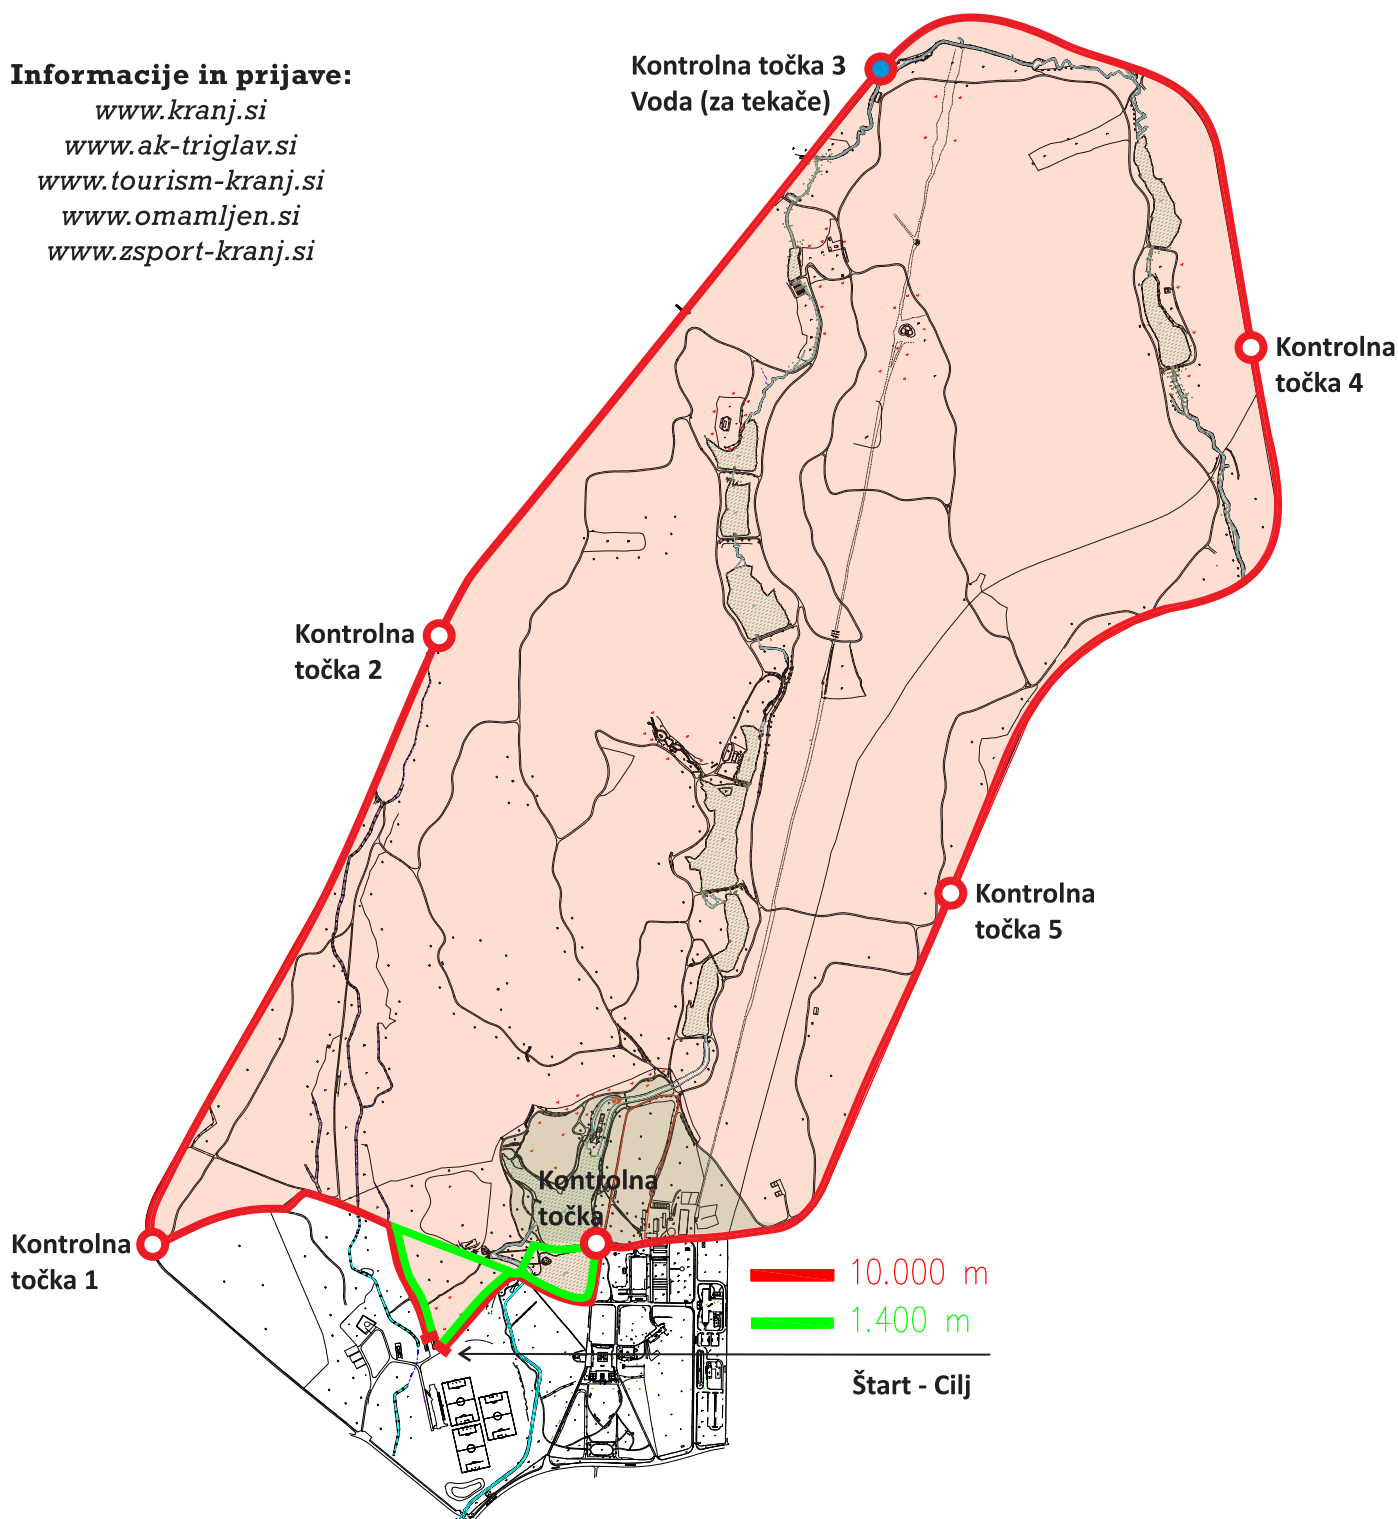 Informacije in prijave:
www.kranj.si
www.ak-triglav.si
www.tourism-kranj.si
www.omamljen.si
www.zsport-kranj.si
Kontrolna točka 3
Voda (za tekače)
Kontrolna
točka 4
Kontrolna
točka 2
Kontrolna
točka 5
Kontrolna
točka
Kontrolna
točka 1
10.000 m
1.400 m
Štart - Cilj